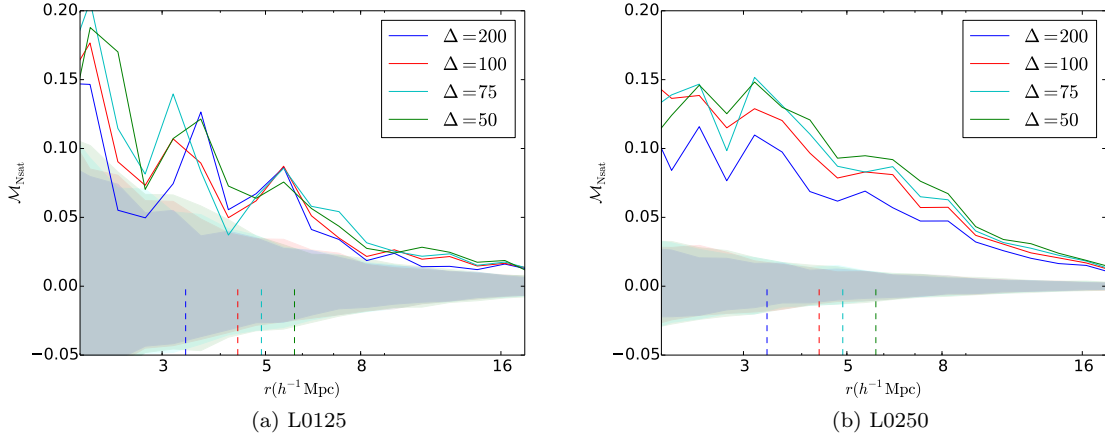 0.20
0.15
0.10
0.05
0.00
−0.05
M_Nsat
Δ = 200
Δ = 100
Δ = 75
Δ = 50
3 5 8 16
r(h⁻¹ Mpc)
(a) L0125
0.20
0.15
0.10
0.05
0.00
−0.05
M_Nsat
Δ = 200
Δ = 100
Δ = 75
Δ = 50
3 5 8 16
r(h⁻¹ Mpc)
(b) L0250